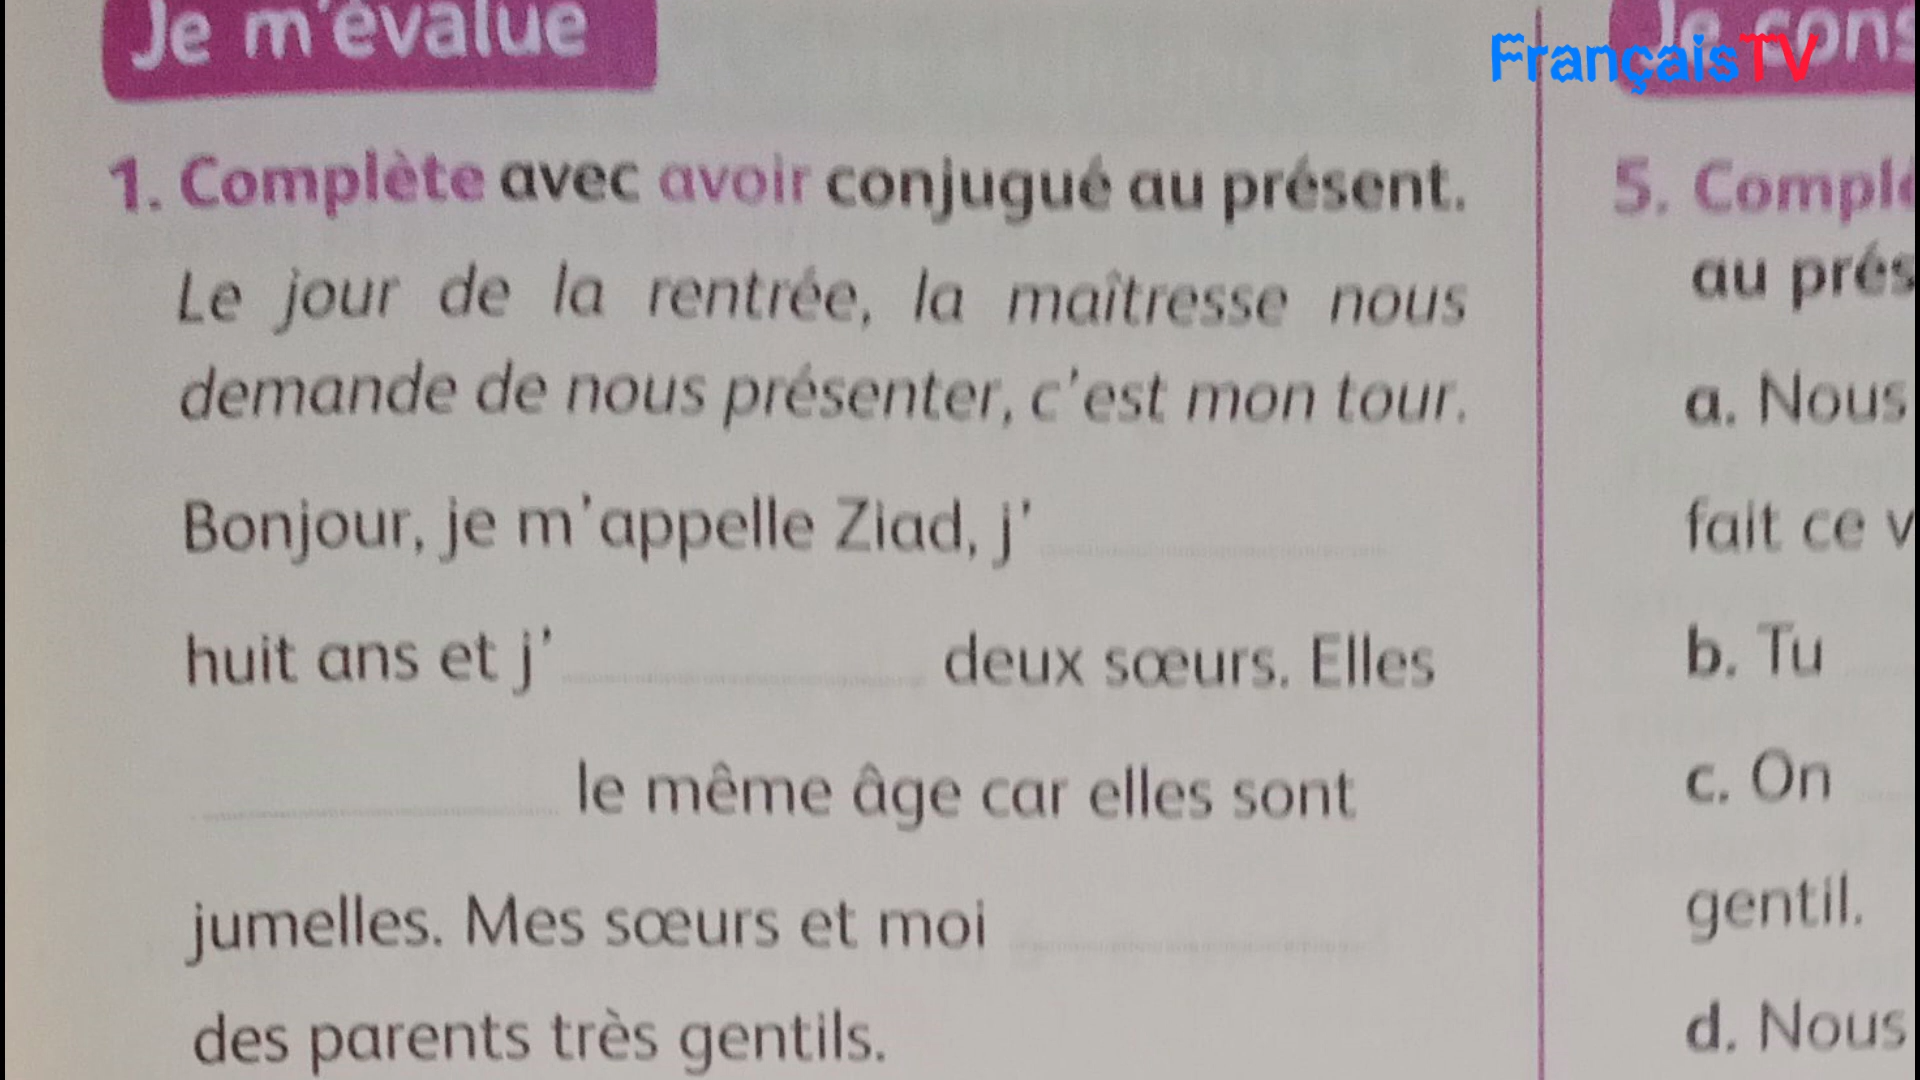 Je m'évalue
1. Complète avec avoir conjugué au présent.
Le jour de la rentrée, la maîtresse nous
demande de nous présenter, c'est mon tour.
Bonjour, je m'appelle Ziad, j'
huit ans et j' deux sœurs. Elles
le même âge car elles sont
jumelles. Mes sœurs et moi
des parents très gentils.
FrançaisTV
Je
5.
au
a. Nous
fait ce
b. Tu
c. On
gentil.
d. Nous